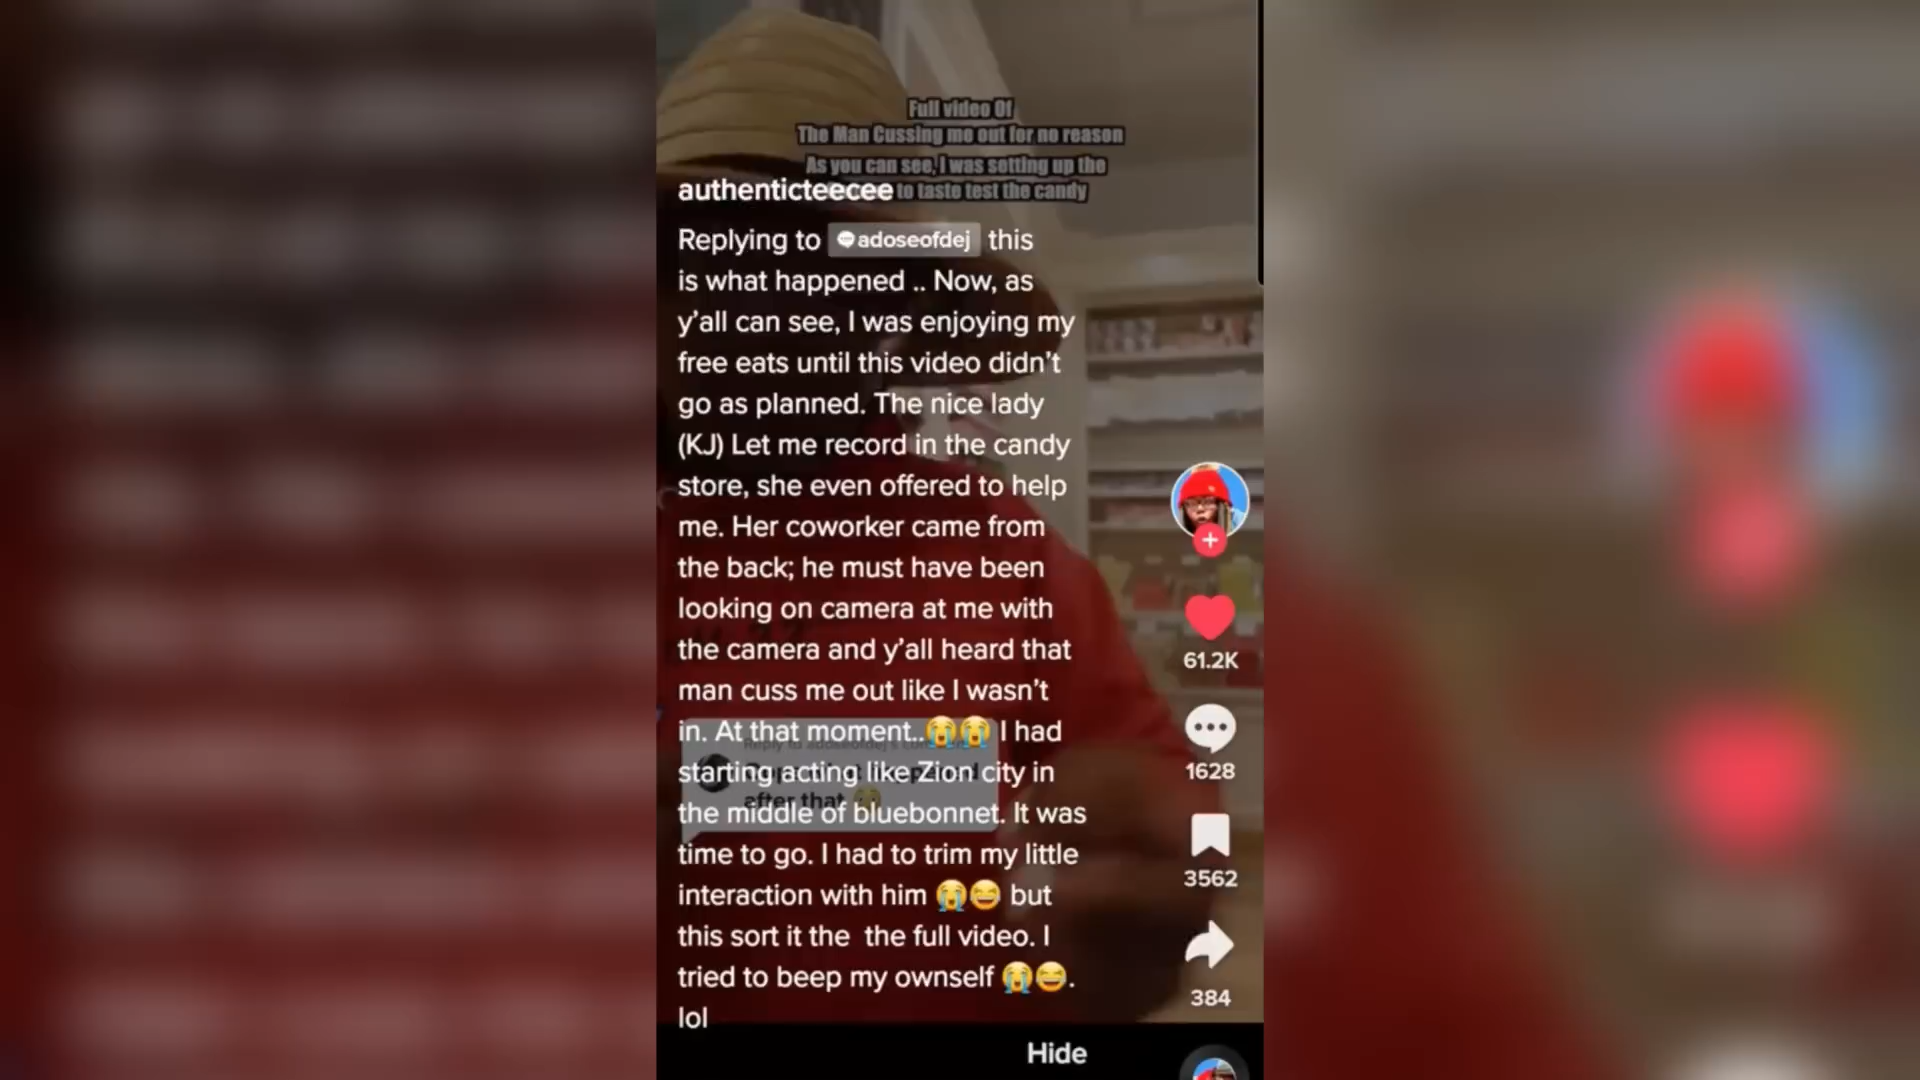 Full video Of
The Man Cussing me out for no reason
As you can see, I was setting up the
to taste test the candy
authenticteecee
Replying to adoseofdej this
is what happened .. Now, as
y’all can see, I was enjoying my
free eats until this video didn’t
go as planned. The nice lady
(KJ) Let me record in the candy
store, she even offered to help
me. Her coworker came from
the back; he must have been
looking on camera at me with
the camera and y’all heard that
man cuss me out like I wasn’t
in. At that moment..😭😭 I had
starting acting like Zion city in
the middle of bluebonnet. It was
time to go. I had to trim my little
interaction with him 😭😆 but
this sort it the the full video. I
tried to beep my ownself 😭😆.
lol
Reply to adoseofdej's
after that
61.2K
1628
3562
384
Hide